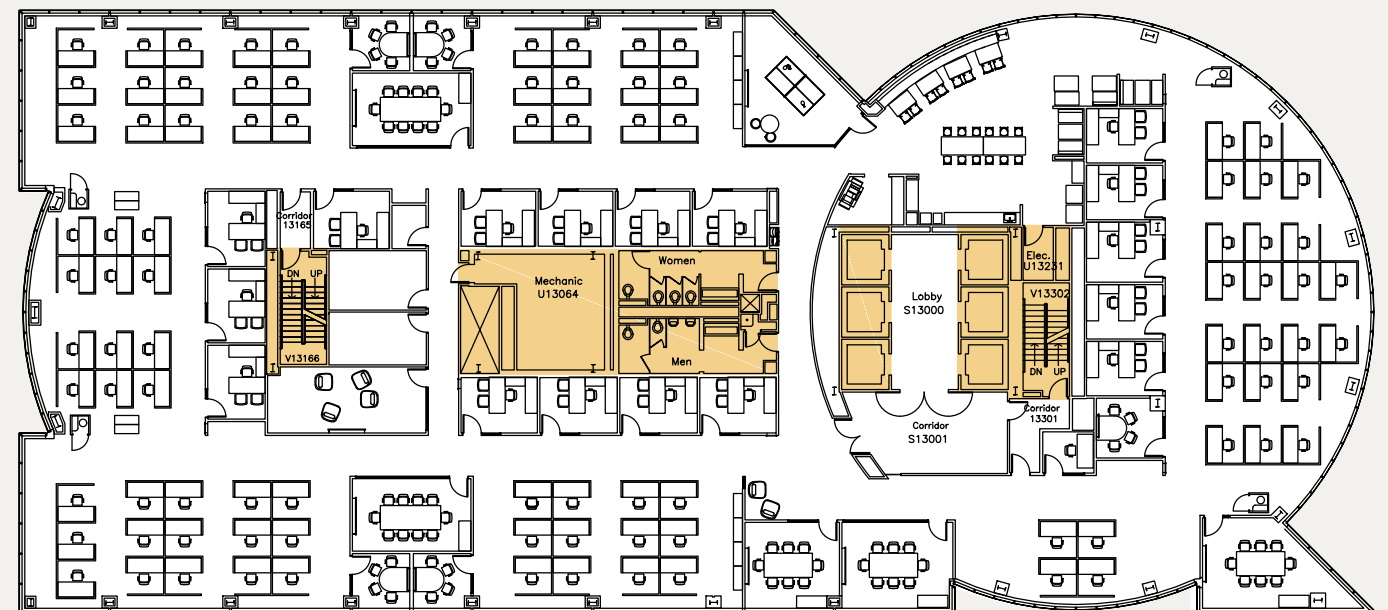 Corridor
13165
DN UP
V13166
Mechanic
U13064
Women
Men
Lobby
S13000
Elec.
U13231
V13302
DN UP
Corridor
13301
Corridor
S13001